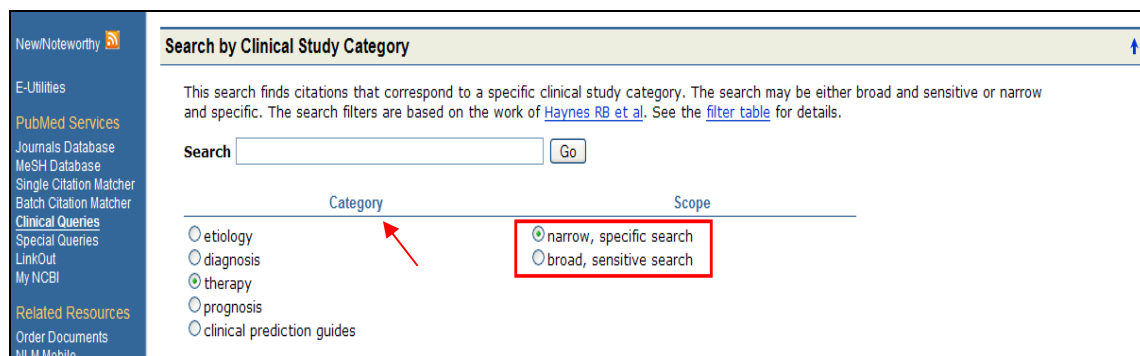 New/Noteworthy
E-Utilities
PubMed Services
Journals Database
MeSH Database
Single Citation Matcher
Batch Citation Matcher
Clinical Queries
Special Queries
LinkOut
My NCBI
Related Resources
Order Documents
NLM Mobile
Search by Clinical Study Category
This search finds citations that correspond to a specific clinical study category. The search may be either broad and sensitive or narrow
and specific. The search filters are based on the work of Haynes RB et al. See the filter table for details.
Search Go
Category Scope
etiology narrow, specific search
diagnosis broad, sensitive search
therapy
prognosis
clinical prediction guides